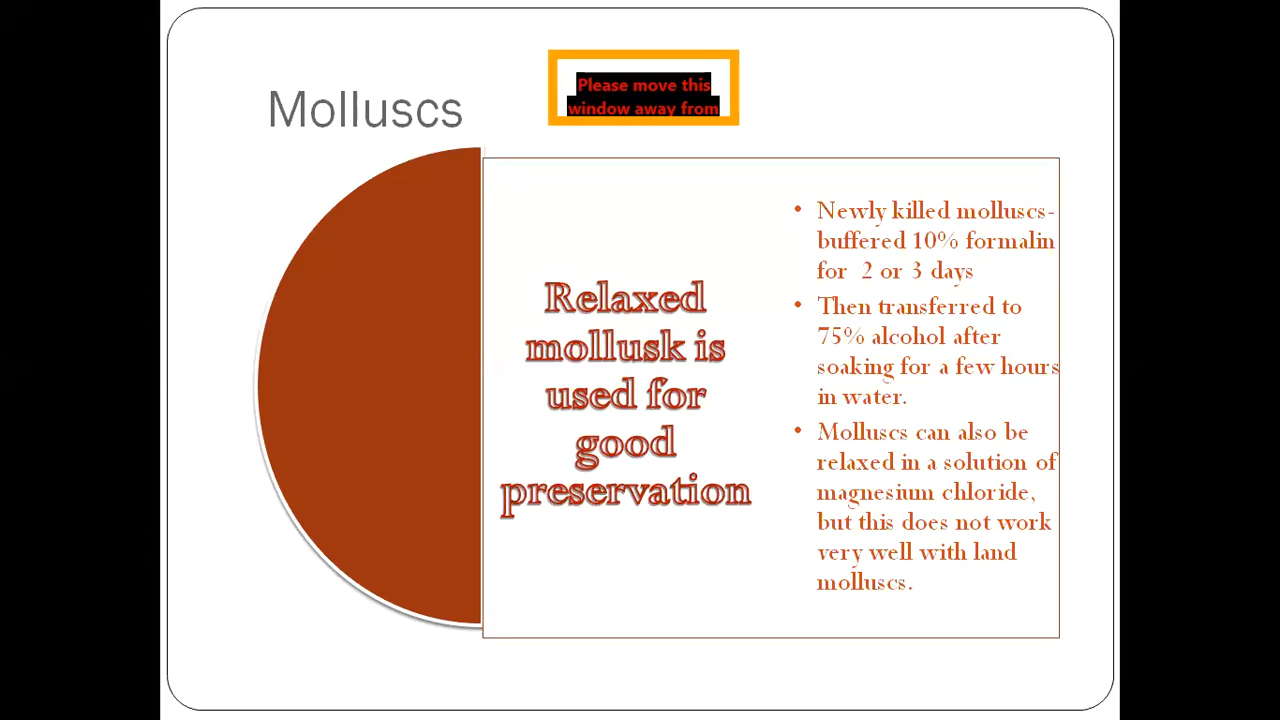 Please move this
window away from
Molluscs
Relaxed
mollusk is
used for
good
preservation
• Newly killed molluscs-
buffered 10% formalin
for 2 or 3 days
• Then transferred to
75% alcohol after
soaking for a few hours
in water.
• Molluscs can also be
relaxed in a solution of
magnesium chloride,
but this does not work
very well with land
molluscs.